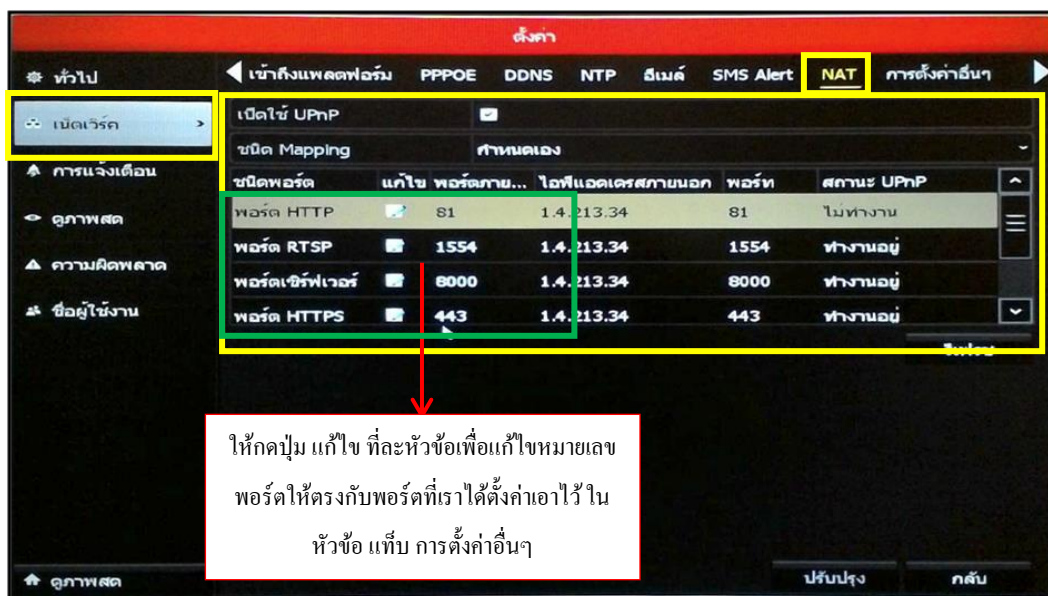 ตั้งค่า
ทั่วไป
เข้าถึงแพลตฟอร์ม PPPOE DDNS NTP อีเมล์ SMS Alert NAT การตั้งค่าอื่นๆ
เน็ตเวิร์ค
เปิดใช้ UPnP
ชนิด Mapping กำหนดเอง
การแจ้งเตือน
ชนิดพอร์ต แก้ไข พอร์ตภาย... ไอพีแอดเดรสภายนอก พอร์ท สถานะ UPnP
ดูภาพสด
พอร์ต HTTP 81 1.4.213.34 81 ไม่ทำงาน
พอร์ต RTSP 1554 1.4.213.34 1554 ทำงานอยู่
ความผิดพลาด
พอร์ตเซิร์ฟเวอร์ 8000 1.4.213.34 8000 ทำงานอยู่
ชื่อผู้ใช้งาน
พอร์ต HTTPS 443 1.4.213.34 443 ทำงานอยู่
ให้กดปุ่ม แก้ไข ที่ละหัวข้อเพื่อแก้ไขหมายเลข
พอร์ตให้ตรงกับพอร์ตที่เราได้ตั้งค่าเอาไว้ ใน
หัวข้อ แท็บ การตั้งค่าอื่นๆ
ดูภาพสด
ปรับปรุง กลับ